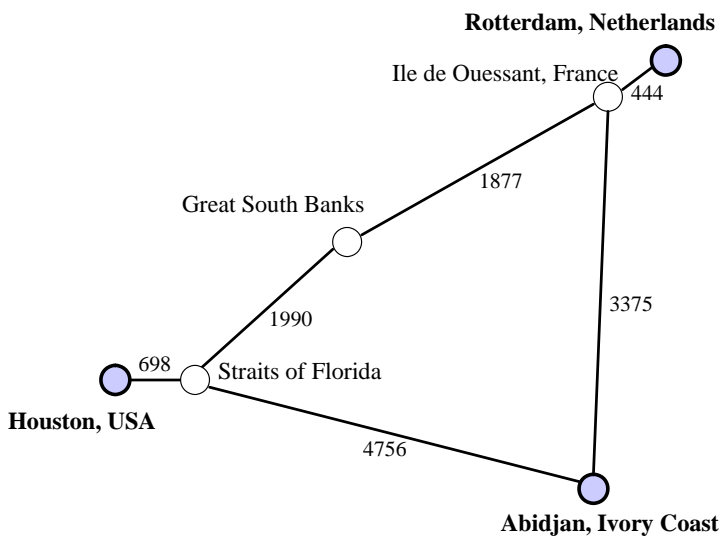 Rotterdam, Netherlands
Ile de Ouessant, France
444
1877
Great South Banks
3375
1990
698
Straits of Florida
Houston, USA
4756
Abidjan, Ivory Coast